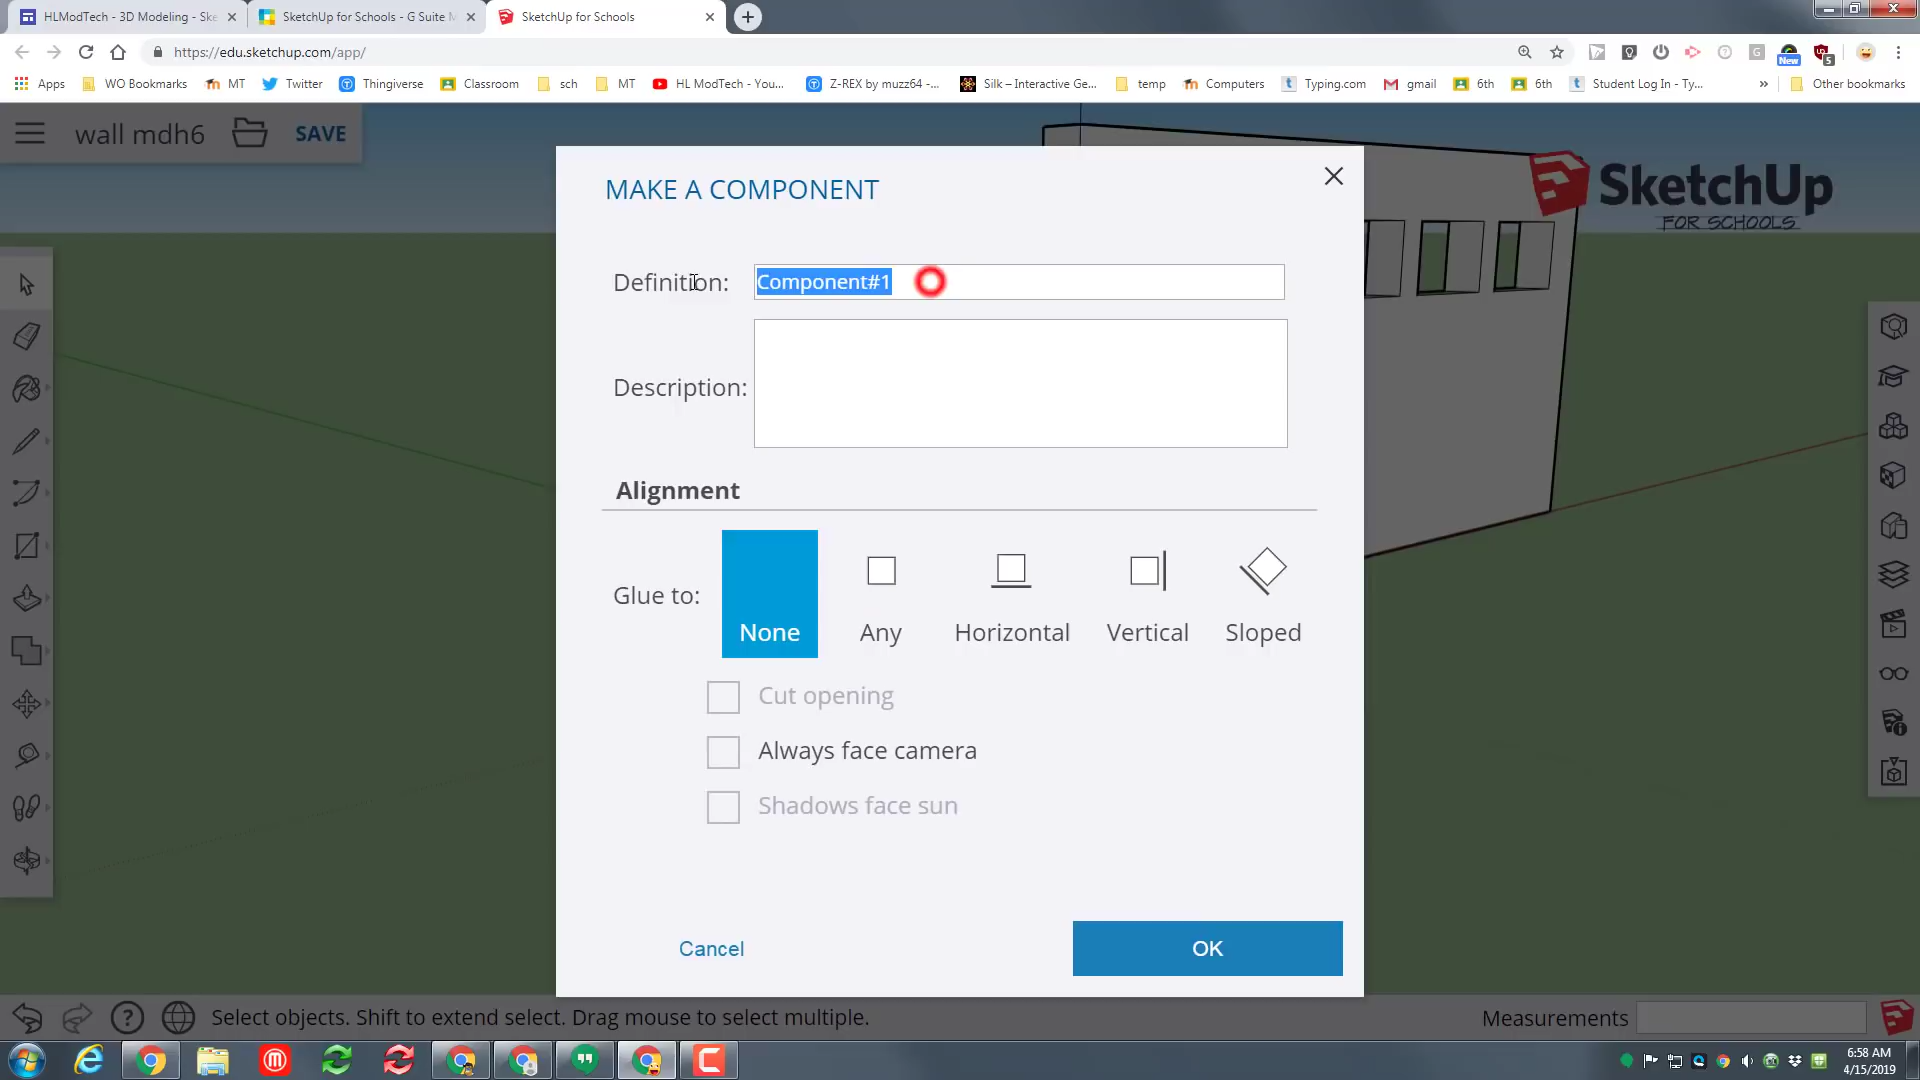 HLModTech - 3D Modeling - Ske
SketchUp for Schools - G Suite M
SketchUp for Schools
https://edu.sketchup.com/app/
New
5
Apps
WO Bookmarks
MT
Twitter
Thingiverse
Classroom
sch
MT
HL ModTech - You...
Z-REX by muzz64 -...
Silk – Interactive Ge...
temp
Computers
Typing.com
gmail
6th
6th
Student Log In - Ty...
»
Other bookmarks
wall mdh6
SAVE
SketchUp
FOR SCHOOLS
MAKE A COMPONENT
Definition:
Component#1
Description:
Alignment
Glue to:
None
Any
Horizontal
Vertical
Sloped
Cut opening
Always face camera
Shadows face sun
Cancel
OK
Select objects. Shift to extend select. Drag mouse to select multiple.
Measurements
6:58 AM
4/15/2019